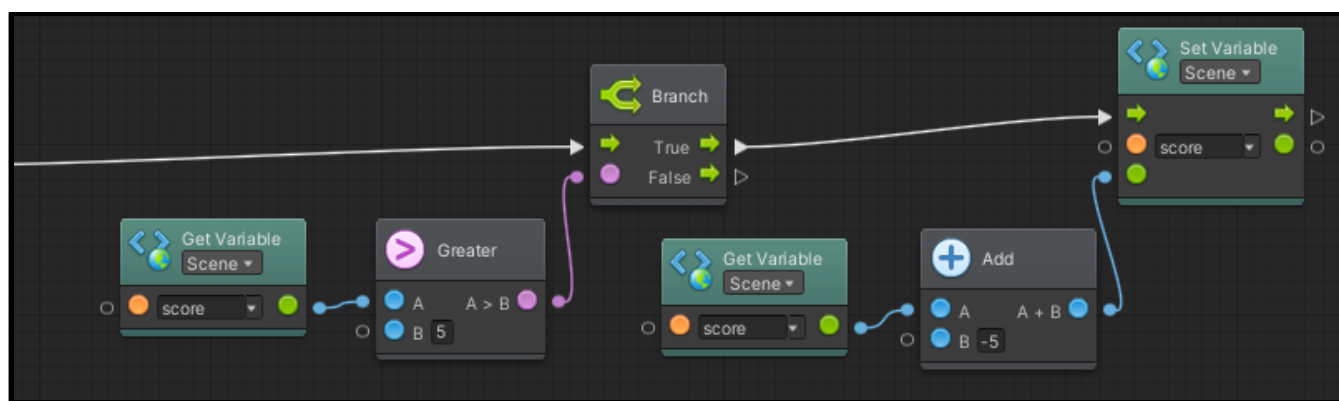 Get Variable
Scene
score
Greater
A A > B
B 5
Branch
True
False
Get Variable
Scene
score
Add
A A + B
B -5
Set Variable
Scene
score